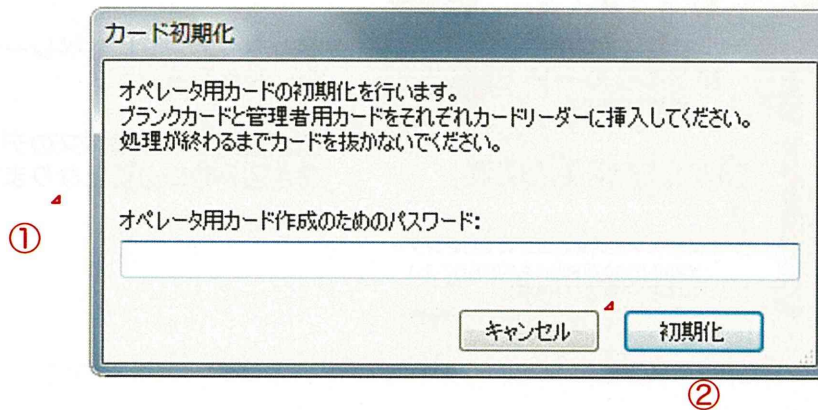 カード初期化
オペレータ用カードの初期化を行います。
ブランクカードと管理者用カードをそれぞれカードリーダーに挿入してください。
処理が終わるまでカードを抜かないでください。
①
オペレータ用カード作成のためのパスワード:
キャンセル
初期化
②